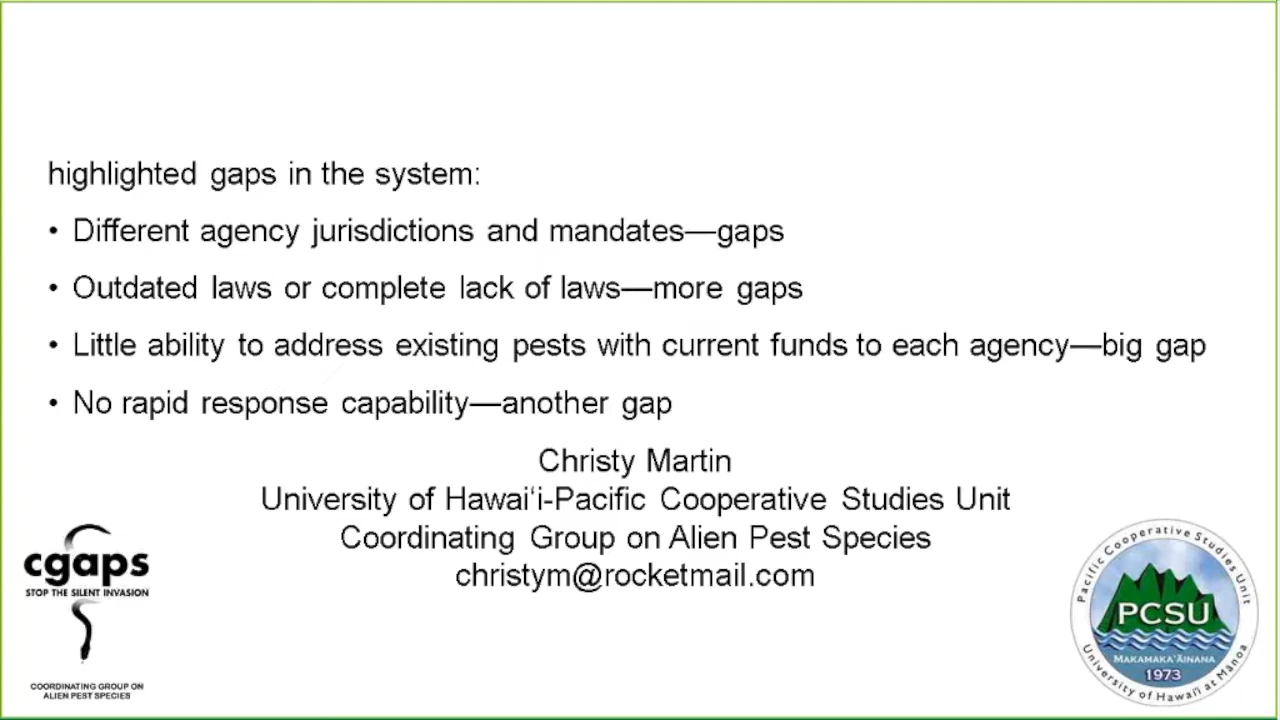 highlighted gaps in the system:
• Different agency jurisdictions and mandates—gaps
• Outdated laws or complete lack of laws—more gaps
• Little ability to address existing pests with current funds to each agency—big gap
• No rapid response capability—another gap
Christy Martin
University of Hawaiʻi-Pacific Cooperative Studies Unit
Coordinating Group on Alien Pest Species
christym@rocketmail.com
cgaps
STOP THE SILENT INVASION
COORDINATING GROUP ON
ALIEN PEST SPECIES
Pacific Cooperative Studies Unit
PCSU
MAKAMAKA'ĀINANA
1973
University of Hawai'i at Mānoa